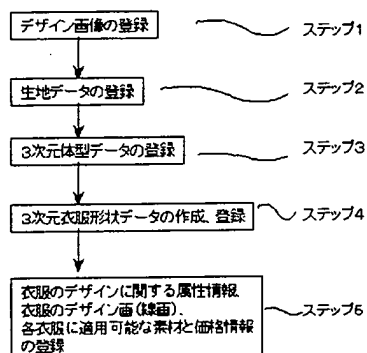 デザイン画像の登録
ステップ1
生地データの登録
ステップ2
3次元体型データの登録
ステップ3
3次元衣服形状データの作成、登録
ステップ4
衣服のデザインに関する属性情報、
衣服のデザイン画(線画)、
各衣服に適用可能な素材と価格情報
の登録
ステップ5